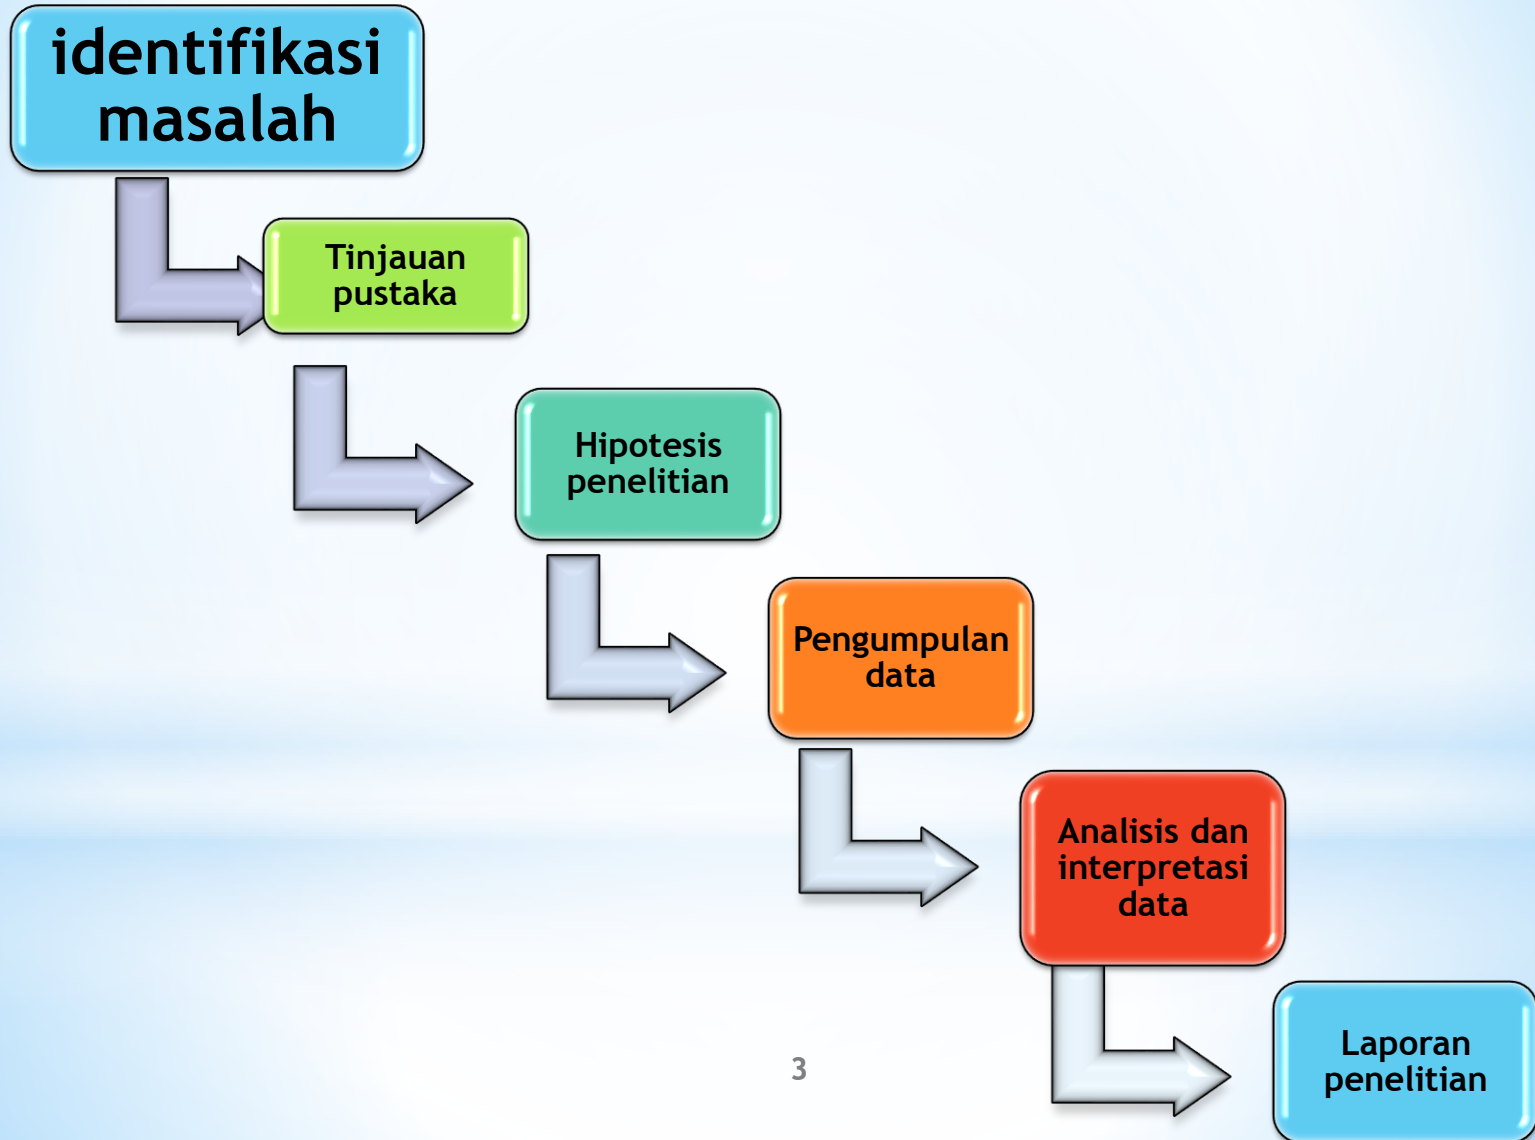 identifikasi
masalah
Tinjauan
pustaka
Hipotesis
penelitian
Pengumpulan
data
Analisis dan
interpretasi
data
Laporan
penelitian
3